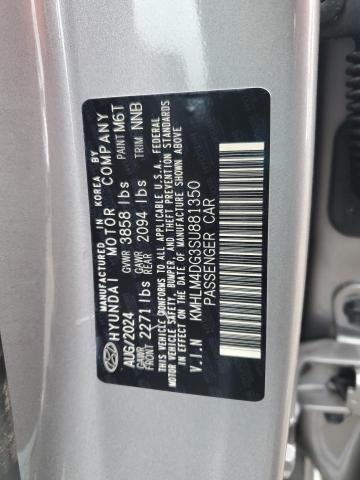 MANUFACTURED IN KOREA BY
HYUNDAI MOTOR COMPANY
AUG/2024 GVWR 3858 lbs PAINT M6T
GAWR FRONT 2271 lbs GAWR REAR 2094 lbs TRIM NNB
THIS VEHICLE CONFORMS TO ALL APPLICABLE U.S.A. FEDERAL
MOTOR VEHICLE SAFETY, BUMPER, AND THEFT PREVENTION STANDARDS
IN EFFECT ON THE DATE OF MANUFACTURE SHOWN ABOVE
V.I.N KMHLM4DG3SU881350
PASSENGER CAR